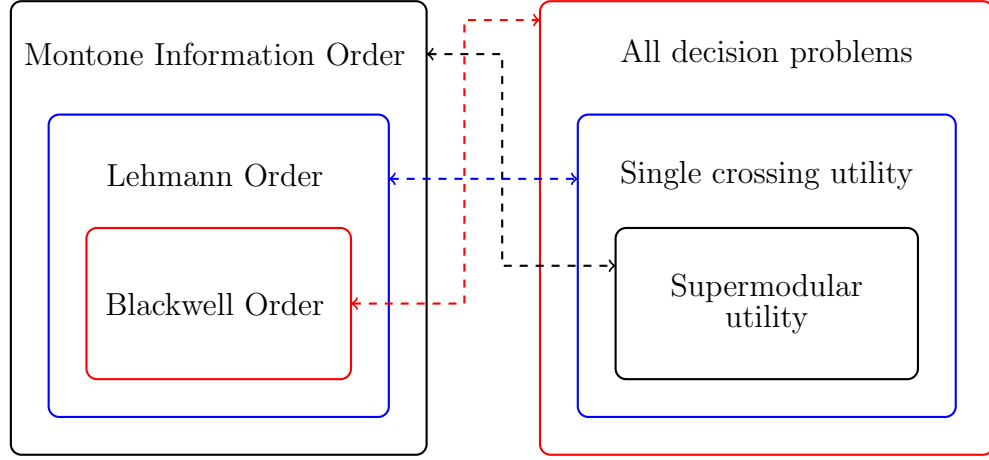 Montone Information Order
All decision problems
Lehmann Order
Single crossing utility
Blackwell Order
Supermodular
utility